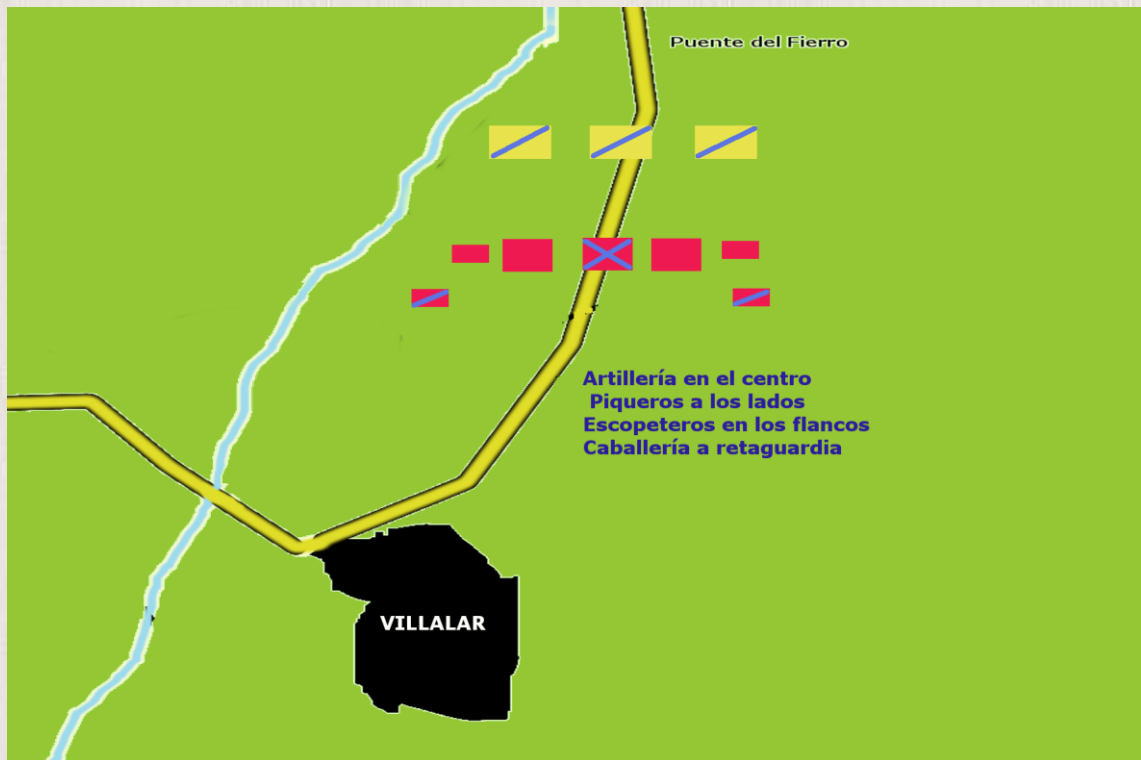 Puente del Fierro
Artillería en el centro
Piqueros a los lados
Escopeteros en los flancos
Caballería a retaguardia
VILLALAR